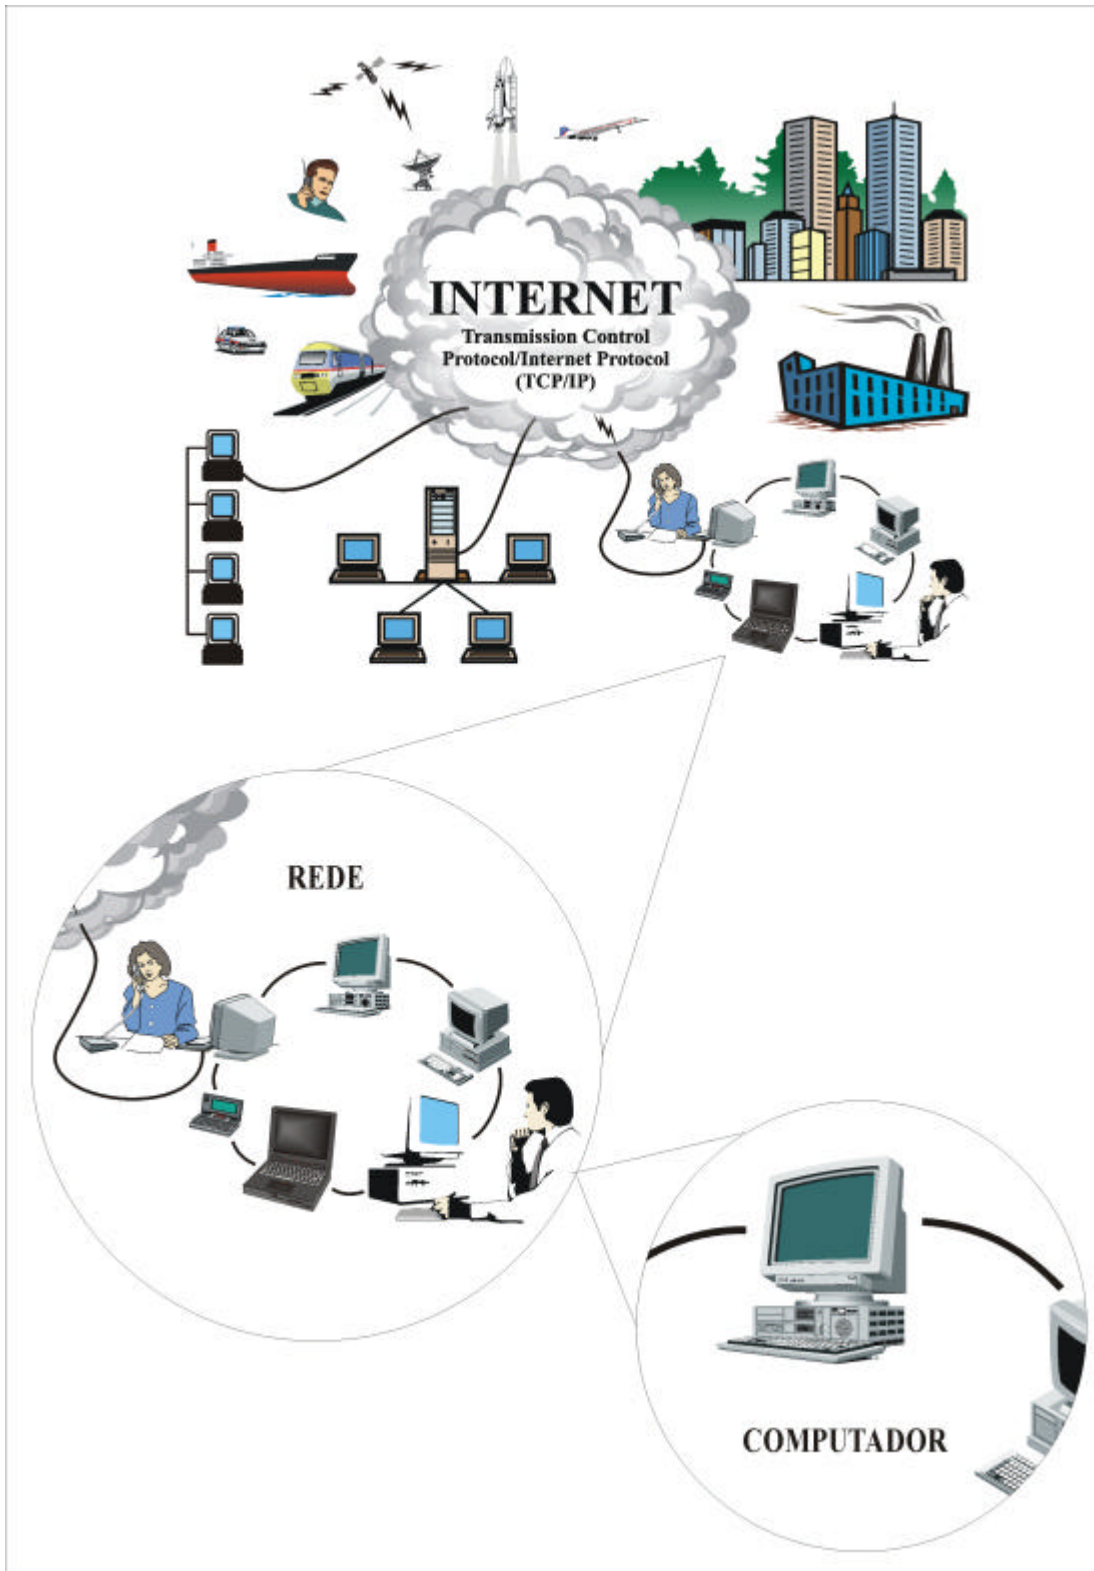 INTERNET
Transmission Control
Protocol/Internet Protocol
(TCP/IP)
REDE
COMPUTADOR